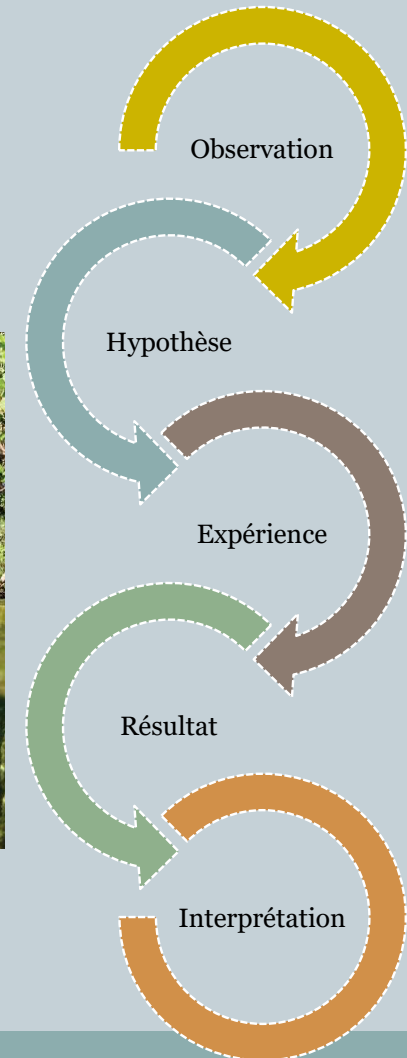 Observation
Hypothèse
Expérience
Résultat
Interprétation